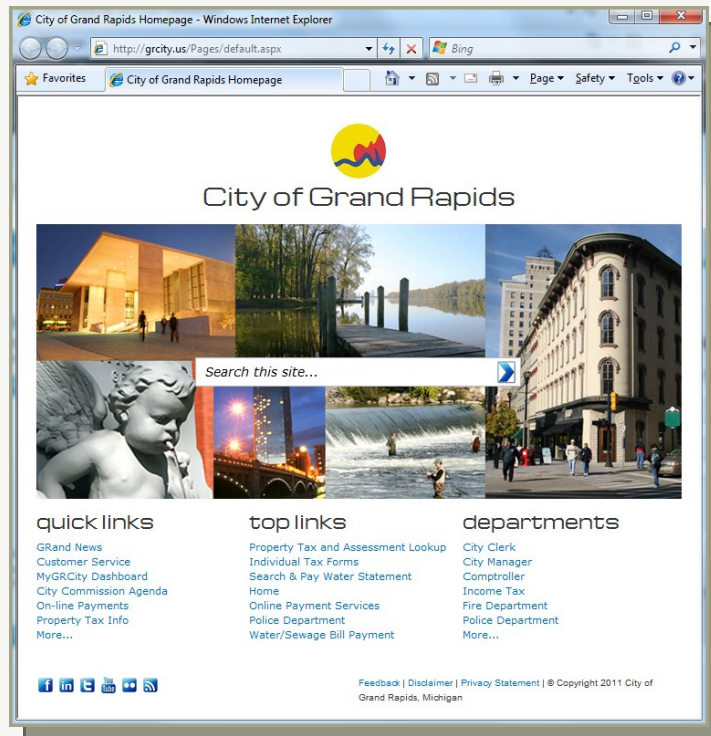 City of Grand Rapids Homepage - Windows Internet Explorer
http://grcity.us/Pages/default.aspx
Bing
Favorites
City of Grand Rapids Homepage
Page
Safety
Tools
City of Grand Rapids
Search this site...
quick links
GRand News
Customer Service
MyGRCity Dashboard
City Commission Agenda
On-line Payments
Property Tax Info
More...
top links
Property Tax and Assessment Lookup
Individual Tax Forms
Search & Pay Water Statement
Home
Online Payment Services
Police Department
Water/Sewage Bill Payment
departments
City Clerk
City Manager
Comptroller
Income Tax
Fire Department
Police Department
More...
f in t You Tube
Feedback | Disclaimer | Privacy Statement | © Copyright 2011 City of
Grand Rapids, Michigan